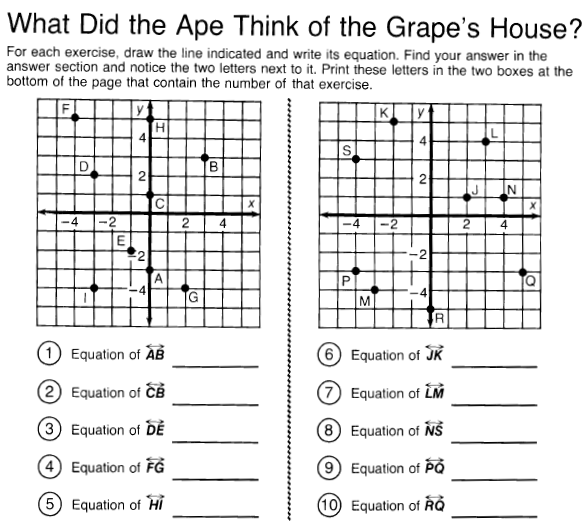 What Did the Ape Think of the Grape's House?
For each exercise, draw the line indicated and write its equation. Find your answer in the
answer section and notice the two letters next to it. Print these letters in the two boxes at the
bottom of the page that contain the number of that exercise.
F y
H
4
D B
2
C x
-4 -2 2 4
E
-2
A
-4
I G
K y
L
4
S
2
J N
x
-4 -2 2 4
-2
P Q
-4
M
R
1 Equation of AB
2 Equation of CB
3 Equation of DE
4 Equation of FG
5 Equation of HI
6 Equation of JK
7 Equation of LM
8 Equation of NS
9 Equation of PQ
10 Equation of RQ